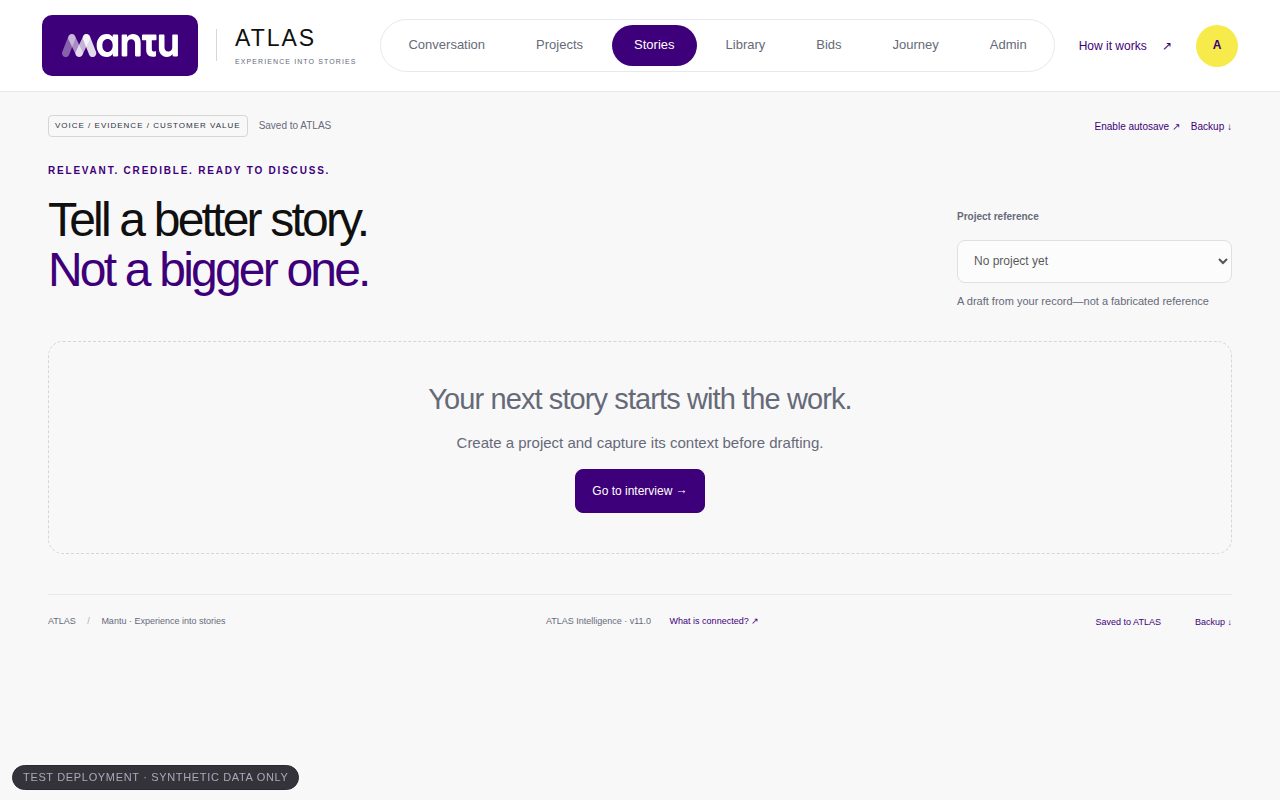 mantu
ATLAS
EXPERIENCE INTO STORIES
Conversation
Projects
Stories
Library
Bids
Journey
Admin
How it works ↗
A
VOICE / EVIDENCE / CUSTOMER VALUE
Saved to ATLAS
Enable autosave ↗
Backup ↓
RELEVANT. CREDIBLE. READY TO DISCUSS.
Tell a better story.
Not a bigger one.
Project reference
No project yet
A draft from your record—not a fabricated reference
Your next story starts with the work.
Create a project and capture its context before drafting.
Go to interview →
ATLAS / Mantu · Experience into stories
ATLAS Intelligence · v11.0
What is connected? ↗
Saved to ATLAS
Backup ↓
TEST DEPLOYMENT · SYNTHETIC DATA ONLY